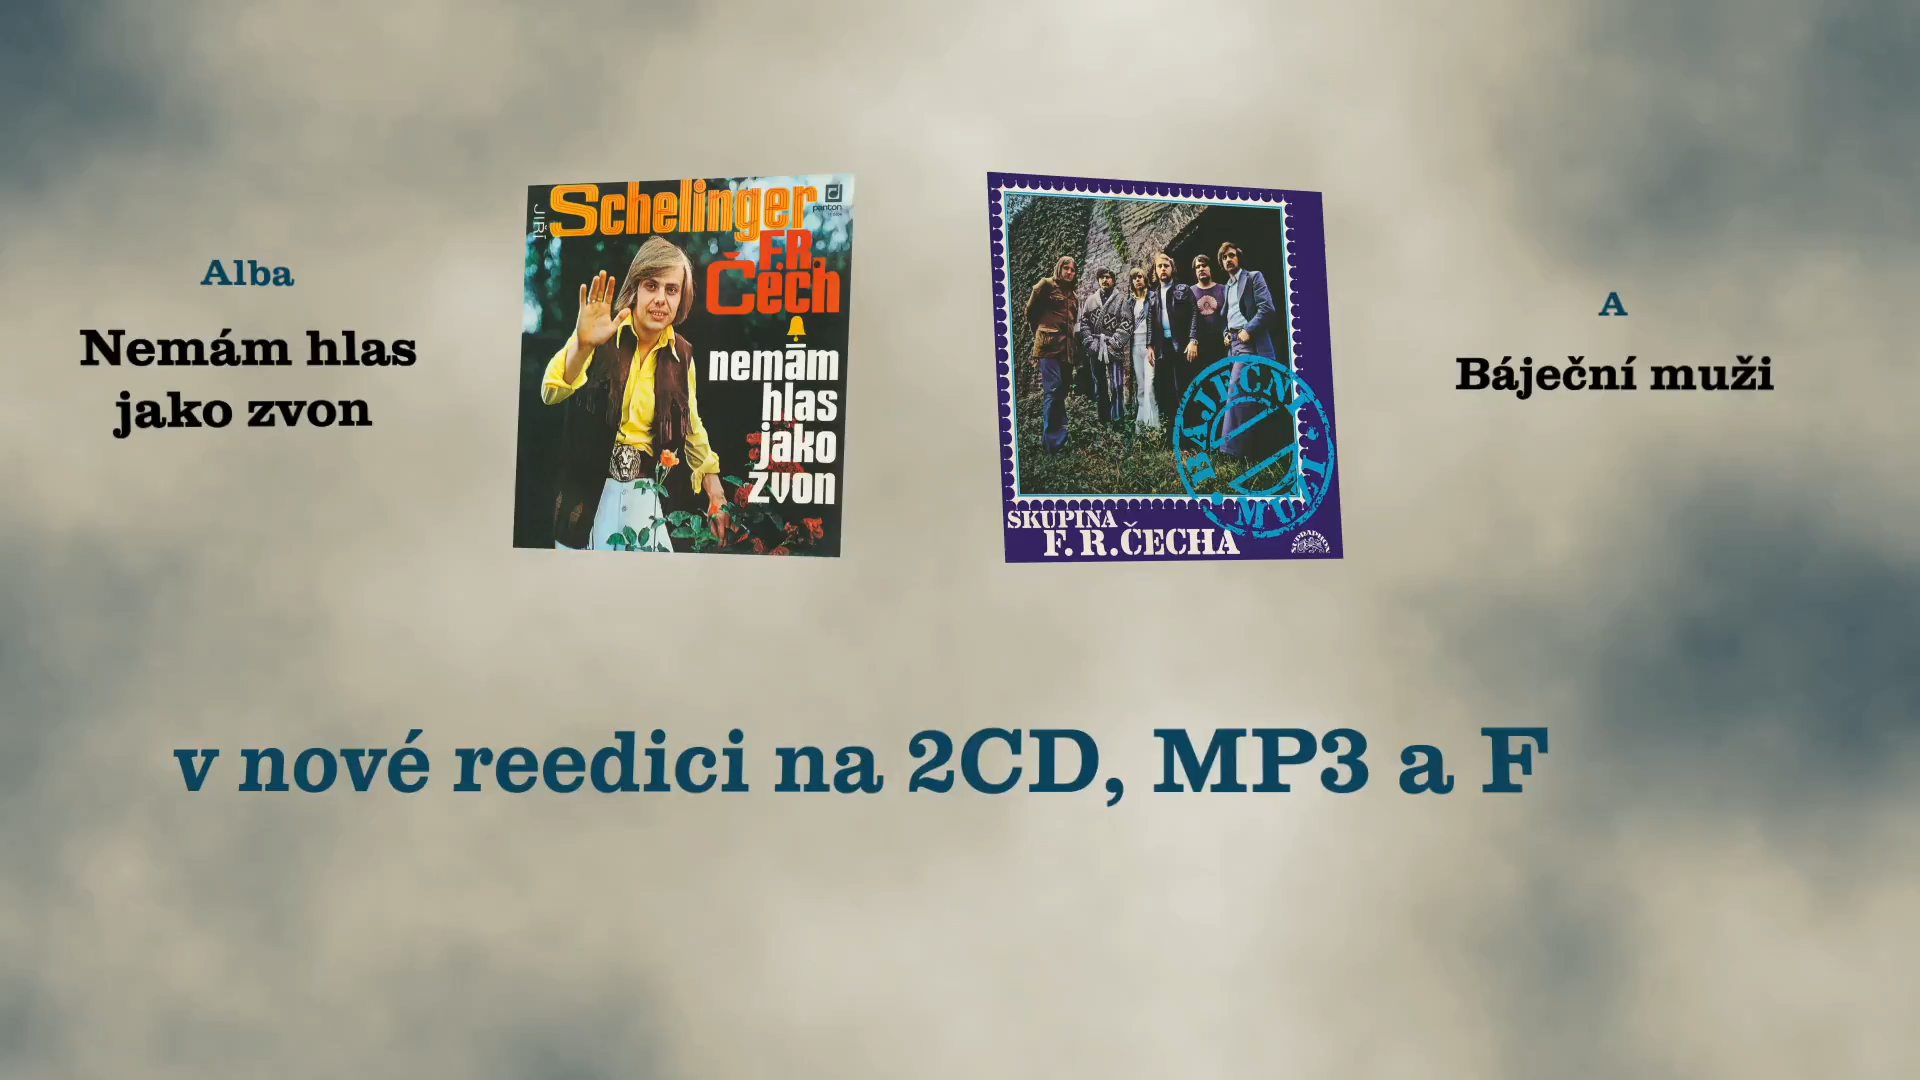 Alba
Nemám hlas
jako zvon
JIŘÍ
Schelinger
F.R.
Čech
panton
nemám
hlas
jako
zvon
BÁJEČNÍ
MUŽI
SKUPINA
F. R. ČECHA
SUPRAPHON
A
Báječní muži
v nové reedici na 2CD, MP3 a F